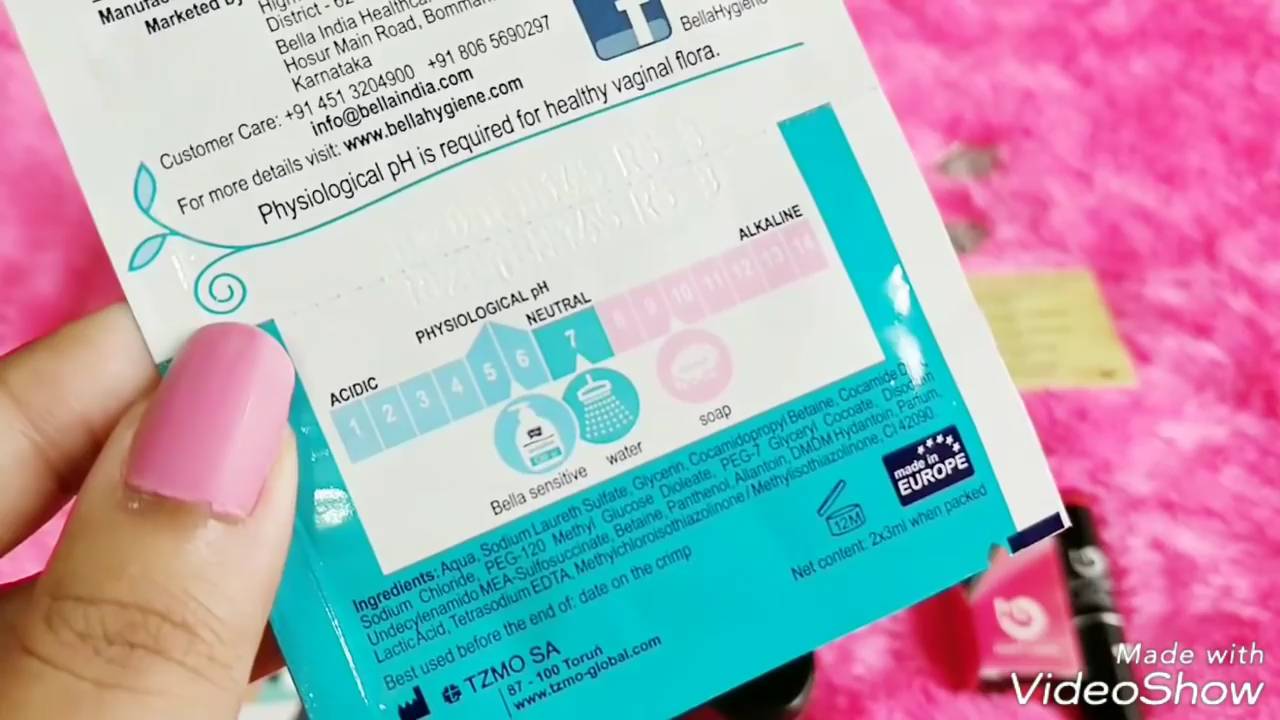 Marketed by
District - 62
Bella India Healthcar
Hosur Main Road, Bomman
Karnataka
BellaHygiene
Customer Care: +91 451 3204900 +91 806 5690297
info@bellaindia.com
For more details visit: www.bellahygiene.com
Physiological pH is required for healthy vaginal flora.
ALKALINE
PHYSIOLOGICAL pH
NEUTRAL
ACIDIC
1 2 3 4 5 6 7 8 9 10 11 12 13 14
Bella sensitive
water
soap
Ingredients: Aqua, Sodium Laureth Sulfate, Glycerin, Cocamidopropyl Betaine, Cocamide
Sodium Chloride, PEG-120 Methyl Glucose Dioleate, PEG-7 Glyceryl Cocoate, Disodium
Undecylenamido MEA-Sulfosuccinate, Betaine, Panthenol, Allantoin, DMDM Hydantoin, Parfum,
LacticAcid, Tetrasodium EDTA, Methylchloroisothiazolinone / Methylisothiazolinone, CI 42090
Best used before the end of: date on the crimp
12M
made in
EUROPE
Net content: 2x3ml when packed
TZMO SA
87 - 100 Toruń
www.tzmo-global.com
Made with
VideoShow